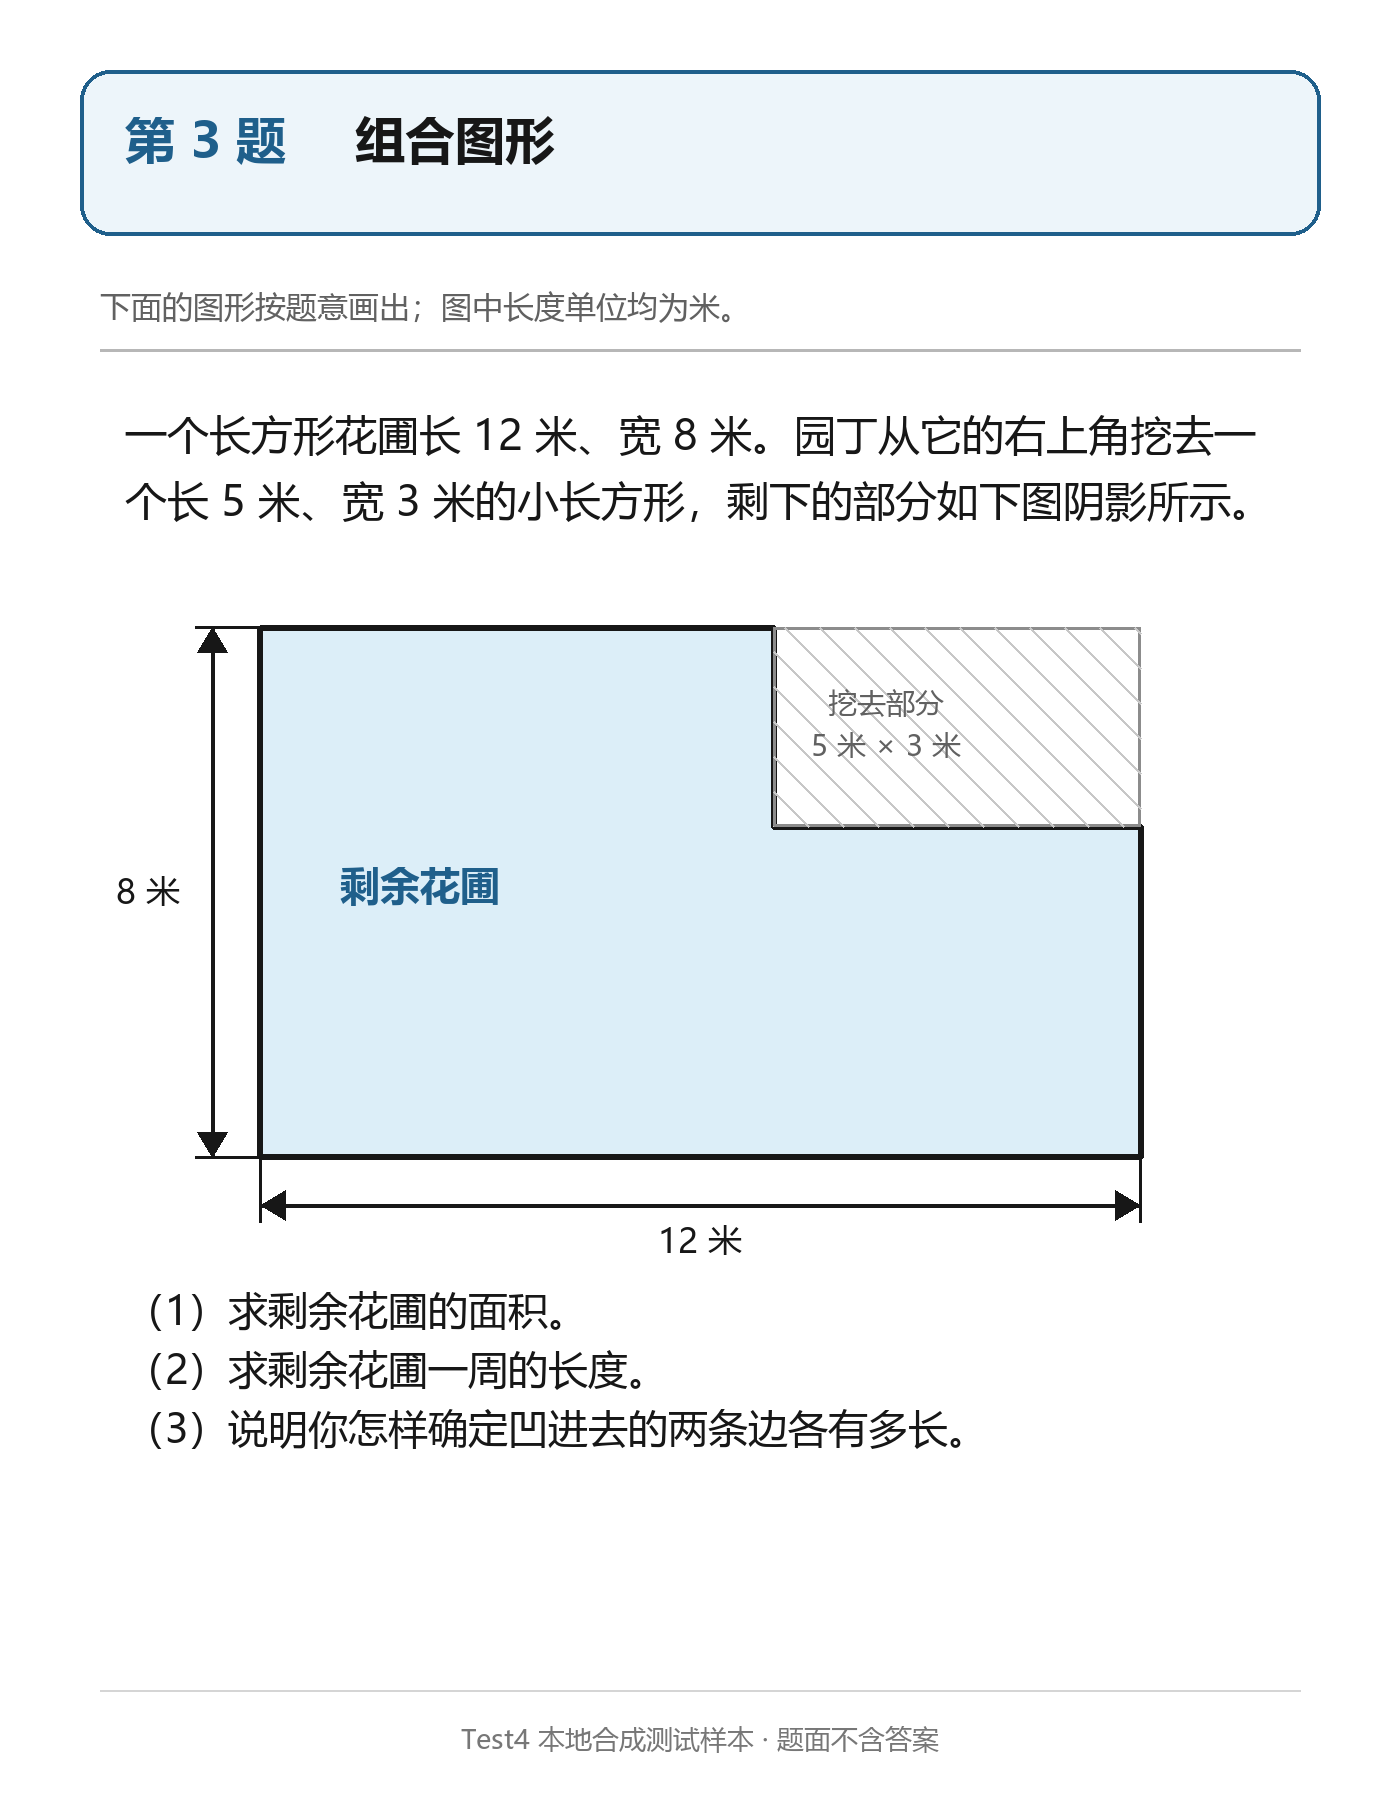 第 3 题 组合图形
下面的图形按题意画出；图中长度单位均为米。
一个长方形花圃长 12 米、宽 8 米。园丁从它的右上角挖去一
个长 5 米、宽 3 米的小长方形，剩下的部分如下图阴影所示。
挖去部分
5 米 × 3 米
剩余花圃
8 米
12 米
（1）求剩余花圃的面积。
（2）求剩余花圃一周的长度。
（3）说明你怎样确定凹进去的两条边各有多长。
Test4 本地合成测试样本 · 题面不含答案